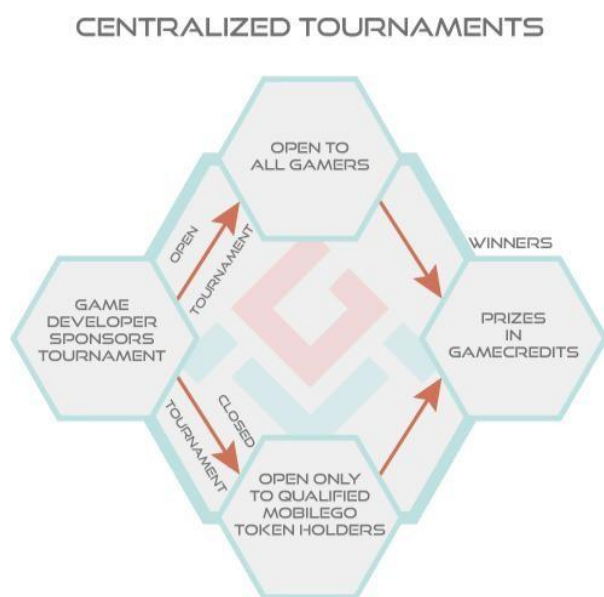 CENTRALIZED TOURNAMENTS
OPEN TO
ALL GAMERS
OPEN
TOURNAMENT
WINNERS
GAME
DEVELOPER
SPONSORS
TOURNAMENT
PRIZES
IN
GAMECREDITS
CLOSED
TOURNAMENT
OPEN ONLY
TO QUALIFIED
MOBILEGO
TOKEN HOLDERS